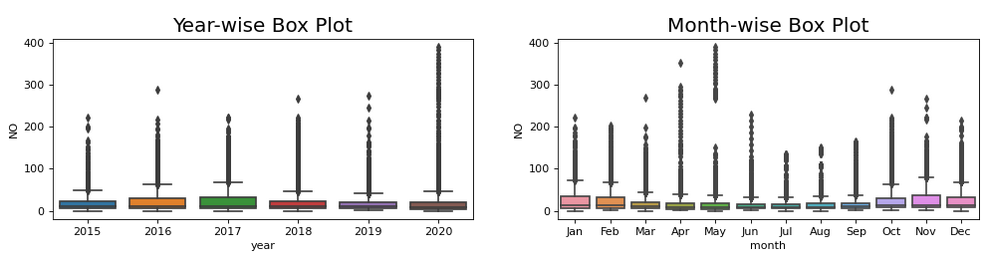 Year-wise Box Plot
400
300
200
100
0
NO
2015 2016 2017 2018 2019 2020
year
Month-wise Box Plot
400
300
200
100
0
NO
Jan Feb Mar Apr May Jun Jul Aug Sep Oct Nov Dec
month